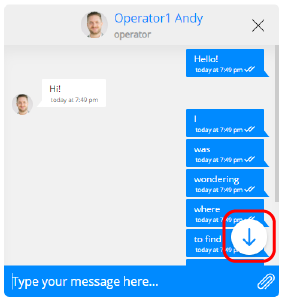 Operator1 Andy
operator
Hello!
today at 7:49 pm
Hi!
today at 7:49 pm
I
today at 7:49 pm
was
today at 7:49 pm
wondering
today at 7:49 pm
where
today at 7:49 pm
to find
today at 7:49 pm
Type your message here...